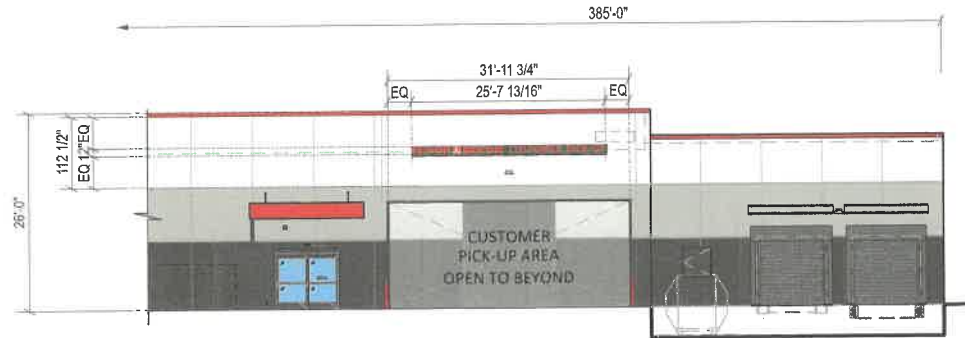 385'-0"
31'-11 3/4"
EQ 25'-7 13/16" EQ
112 1/2"
EQ 12" EQ
26'-0"
CUSTOMER
PICK-UP AREA
OPEN TO BEYOND